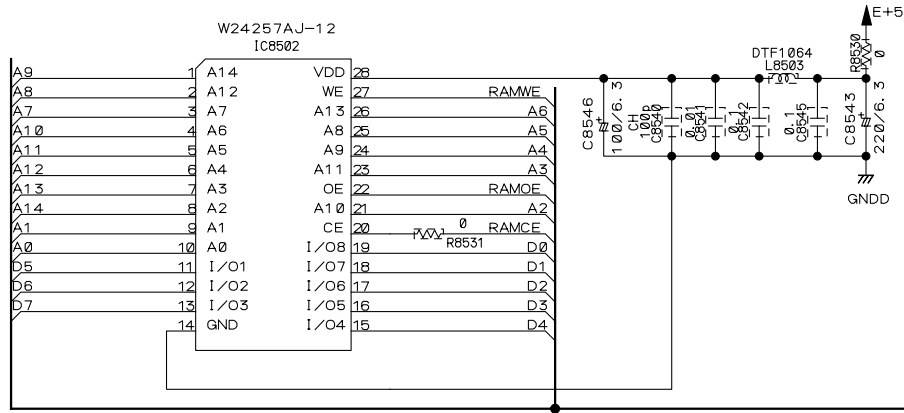 W24257AJ-12
IC8502
A9 1 A14 VDD 28
A8 2 A12 WE 27 RAMWE
A7 3 A7 A13 26 A6
A10 4 A6 A8 25 A5
A11 5 A5 A9 24 A4
A12 6 A4 A11 23 A3
A13 7 A3 OE 22 RAMOE
A14 8 A2 A10 21 A2
A1 9 A1 CE 20 0 R8531 RAMCE
A0 10 A0 I/O8 19 D0
D5 11 I/O1 I/O7 18 D1
D6 12 I/O2 I/O6 17 D2
D7 13 I/O3 I/O5 16 D3
14 GND I/O4 15 D4
C8546
100/6.3
CH
100p
C8540
0.01
C8541
0.1
C8542
DTF1064
L8503
0.1
C8545
R8530
0
E+5
C8543
220/6.3
GNDD